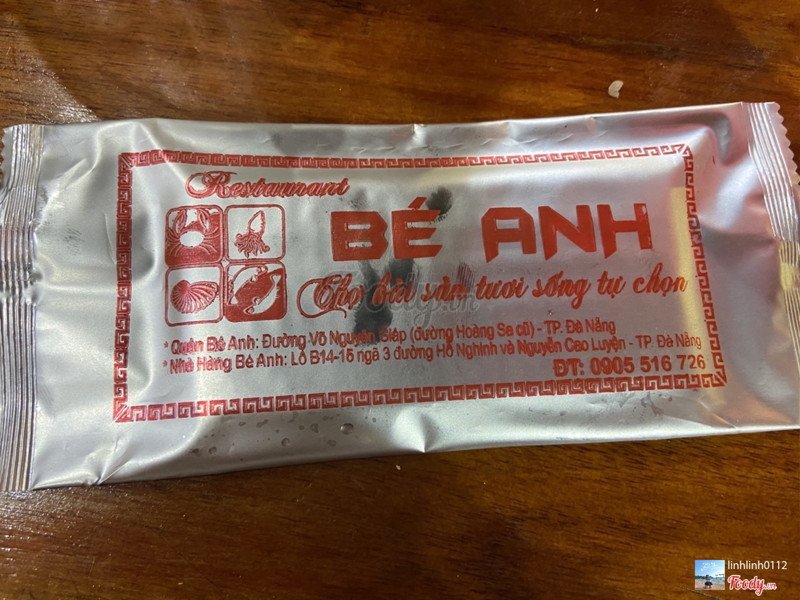 Restaurant
BÉ ANH
Chợ hải sản tươi sống tự chọn
* Quán Bé Anh: Đường Võ Nguyên Giáp (đường Hoàng Sa cũ) - TP. Đà Nẵng
* Nhà Hàng Bé Anh: Lô B14-15 ngã 3 đường Hồ Nghinh và Nguyễn Cao Luyện - TP. Đà Nẵng
ĐT: 0905 516 726
linhlinh0112
Foody.vn